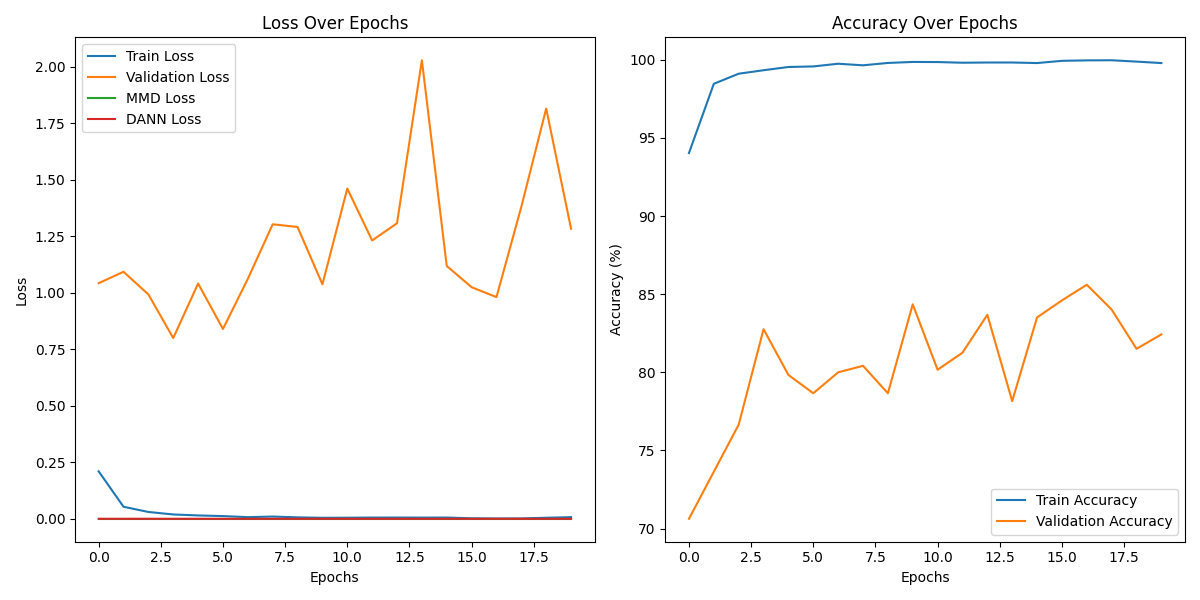 Loss Over Epochs
Train Loss
Validation Loss
MMD Loss
DANN Loss
2.00
1.75
1.50
1.25
1.00
0.75
0.50
0.25
0.00
Loss
0.0 2.5 5.0 7.5 10.0 12.5 15.0 17.5
Epochs
Accuracy Over Epochs
100
95
90
85
80
75
70
Accuracy (%)
Train Accuracy
Validation Accuracy
0.0 2.5 5.0 7.5 10.0 12.5 15.0 17.5
Epochs